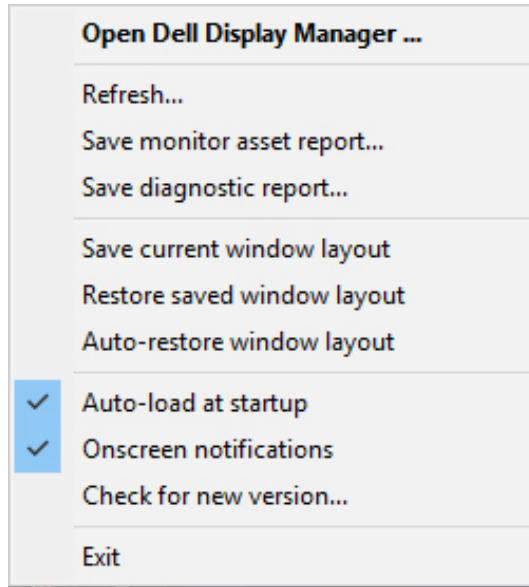 Open Dell Display Manager ...
Refresh...
Save monitor asset report...
Save diagnostic report...
Save current window layout
Restore saved window layout
Auto-restore window layout
Auto-load at startup
Onscreen notifications
Check for new version...
Exit